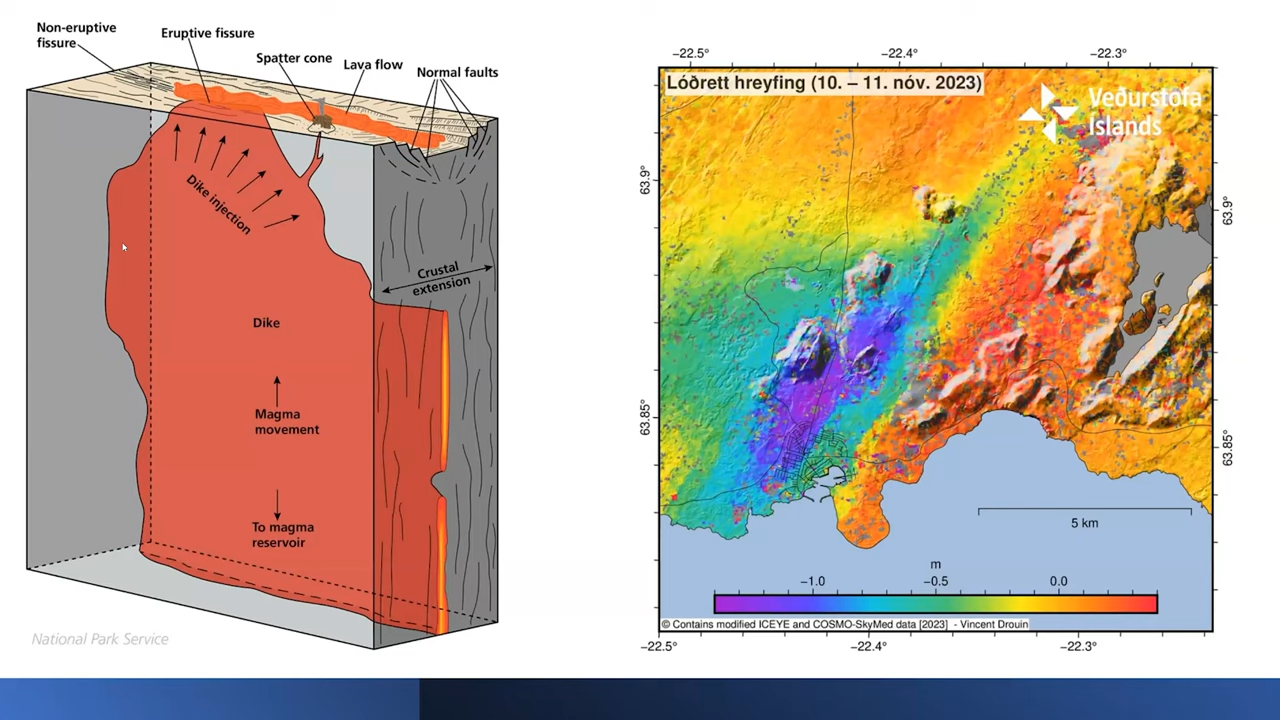 Non-eruptive
fissure
Eruptive fissure
Spatter cone
Lava flow
Normal faults
Dike injection
Crustal
extension
Dike
Magma
movement
To magma
reservoir
National Park Service
−22.5°
−22.4°
−22.3°
Lóðrétt hreyfing (10. – 11. nóv. 2023)
Veðurstofa
Íslands
63.9°
63.9°
63.85°
63.85°
5 km
m
−1.0
−0.5
0.0
© Contains modified ICEYE and COSMO-SkyMed data [2023] - Vincent Drouin
−22.5°
−22.4°
−22.3°